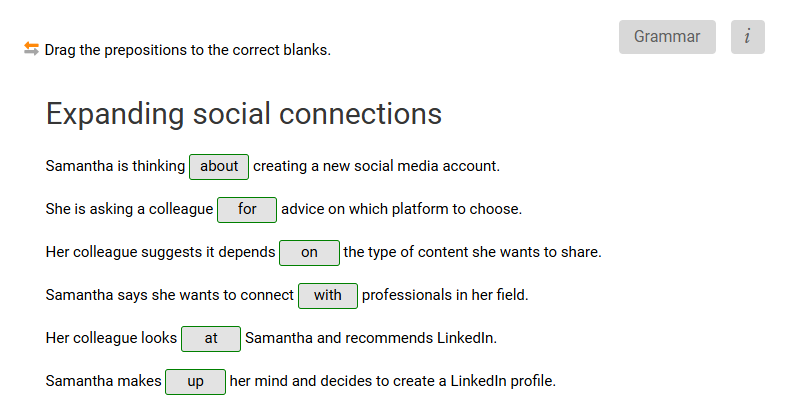 Grammar
i
Drag the prepositions to the correct blanks.
Expanding social connections
Samantha is thinking about creating a new social media account.
She is asking a colleague for advice on which platform to choose.
Her colleague suggests it depends on the type of content she wants to share.
Samantha says she wants to connect with professionals in her field.
Her colleague looks at Samantha and recommends LinkedIn.
Samantha makes up her mind and decides to create a LinkedIn profile.